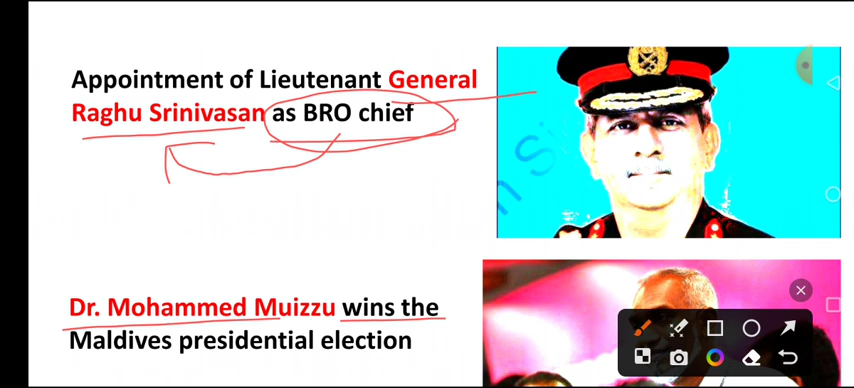 Appointment of Lieutenant General
Raghu Srinivasan as BRO chief
Dr. Mohammed Muizzu wins the
Maldives presidential election